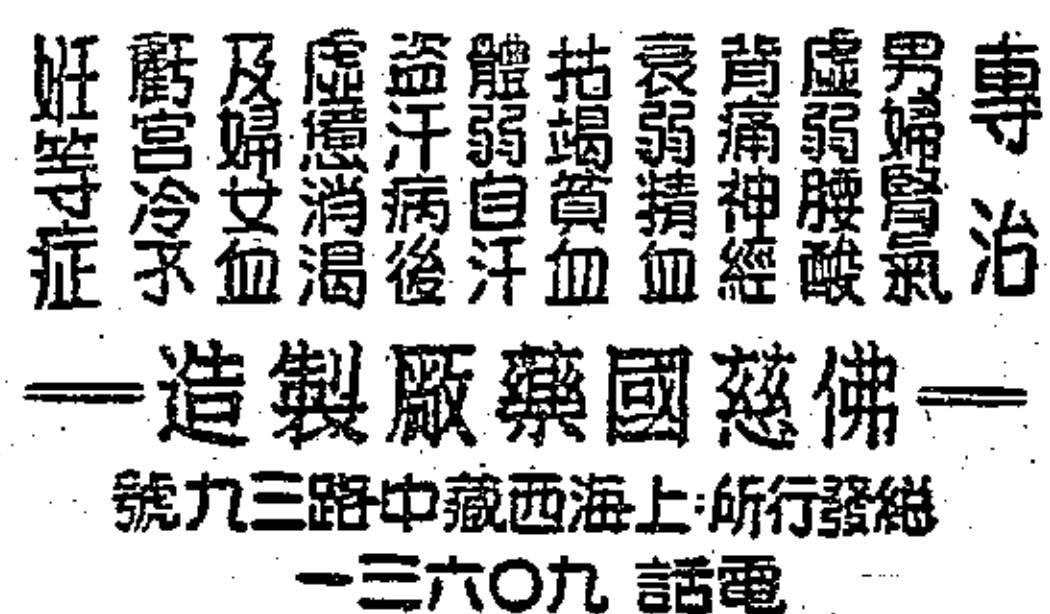 專治
男婦腎氣
虛弱腰酸
背痛神經
衰弱精血
枯竭貧血
體弱自汗
盜汗病後
虛憊消渴
及婦女血
虧宮冷不
妊等症
佛慈國藥廠製造
總發行所：上海西藏中路三九號
電話 九〇六三一